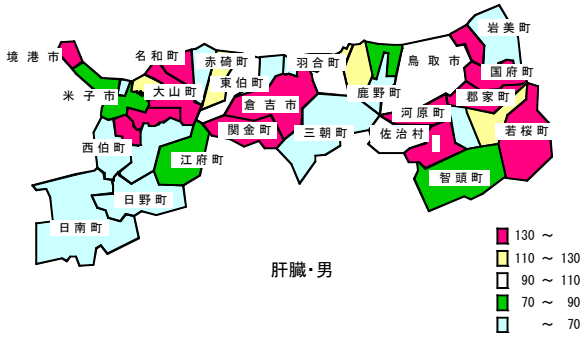 岩美町
境港市
名和町
赤碕町
羽合町
鳥取市
国府町
東伯町
米子市
大山町
鹿野町
郡家町
倉吉市
河原町
関金町
三朝町
佐治村
若桜町
西伯町
江府町
智頭町
日野町
日南町
肝臓・男
130 ~
110 ~ 130
90 ~ 110
70 ~ 90
~ 70